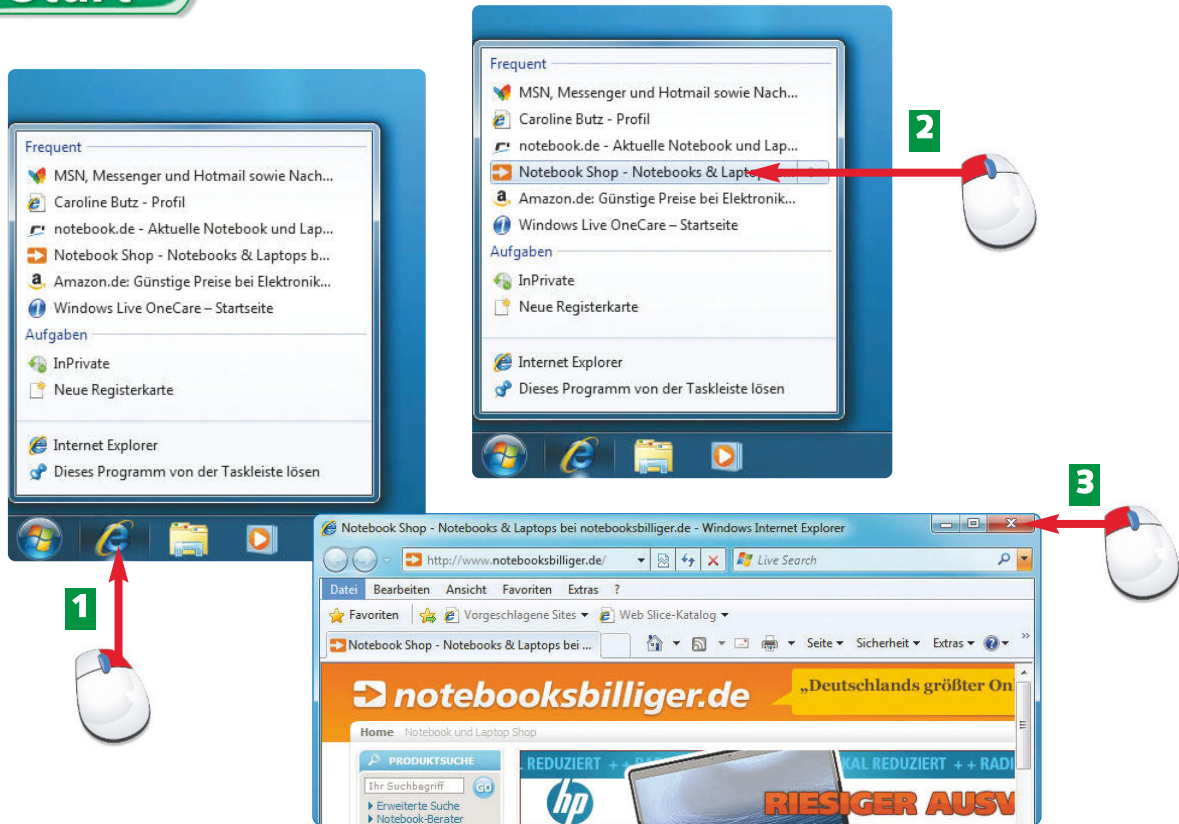 Start
Frequent
MSN, Messenger und Hotmail sowie Nach...
Caroline Butz - Profil
notebook.de - Aktuelle Notebook und Lap...
Notebook Shop - Notebooks & Laptops b...
Amazon.de: Günstige Preise bei Elektronik...
Windows Live OneCare – Startseite
Aufgaben
InPrivate
Neue Registerkarte
Internet Explorer
Dieses Programm von der Taskleiste lösen
1
Frequent
MSN, Messenger und Hotmail sowie Nach...
Caroline Butz - Profil
notebook.de - Aktuelle Notebook und Lap...
Notebook Shop - Notebooks & Laptop
Amazon.de: Günstige Preise bei Elektronik...
Windows Live OneCare – Startseite
Aufgaben
InPrivate
Neue Registerkarte
Internet Explorer
Dieses Programm von der Taskleiste lösen
2
3
Notebook Shop - Notebooks & Laptops bei notebooksbilliger.de - Windows Internet Explorer
http://www.notebooksbilliger.de/ Live Search
Datei Bearbeiten Ansicht Favoriten Extras ?
Favoriten Vorgeschlagene Sites Web Slice-Katalog
Notebook Shop - Notebooks & Laptops bei ... Seite Sicherheit Extras
notebooksbilliger.de „Deutschlands größter Onl
Home Notebook und Laptop Shop
PRODUKTSUCHE
Ihr Suchbegriff GO
Erweiterte Suche
Notebook-Berater
L REDUZIERT + + RA KAL REDUZIERT + + RADI
hp
RIESIGER AUSV